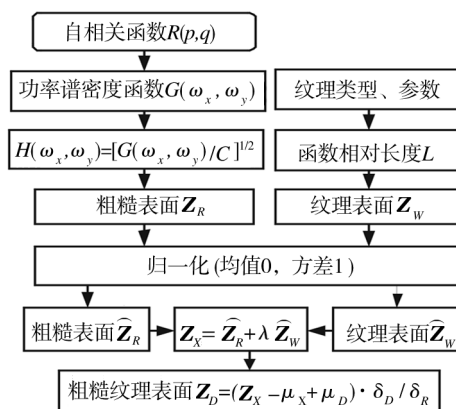 自相关函数R(p,q)
功率谱密度函数G(ωx, ωy)
纹理类型、参数
H(ωx,ωy)=[G(ωx, ωy)/C ]1/2
函数相对长度L
粗糙表面ZR
纹理表面ZW
归一化(均值0，方差1)
粗糙表面ẐR
ZX=ẐR+λẐW
纹理表面ẐW
粗糙纹理表面ZD=(ZX-μX+μD)·δD/δR